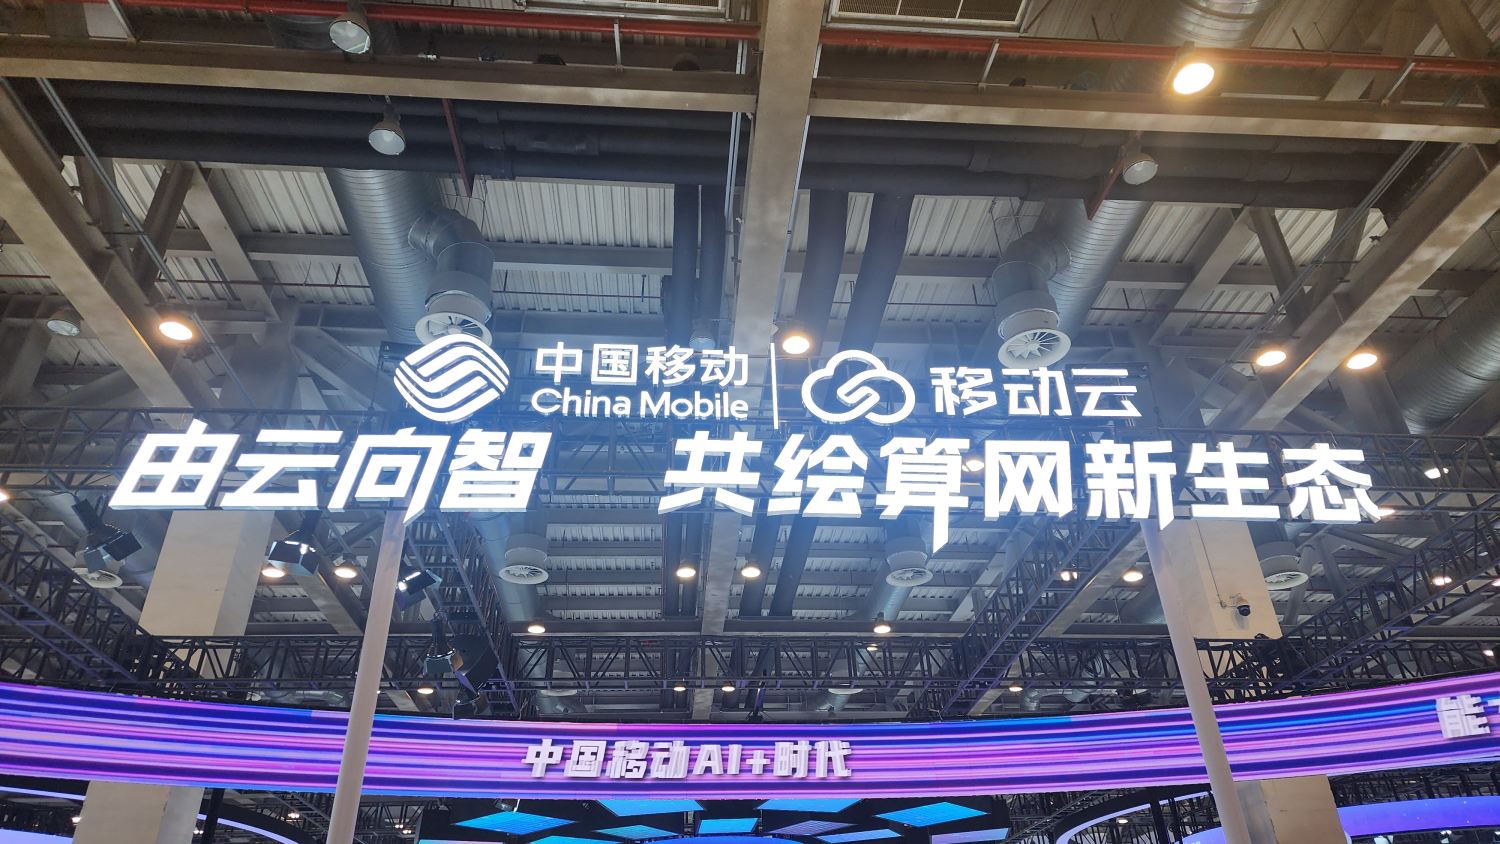 中国移动 移动云
China Mobile
由云向智 共绘算网新生态
中国移动AI+时代
能